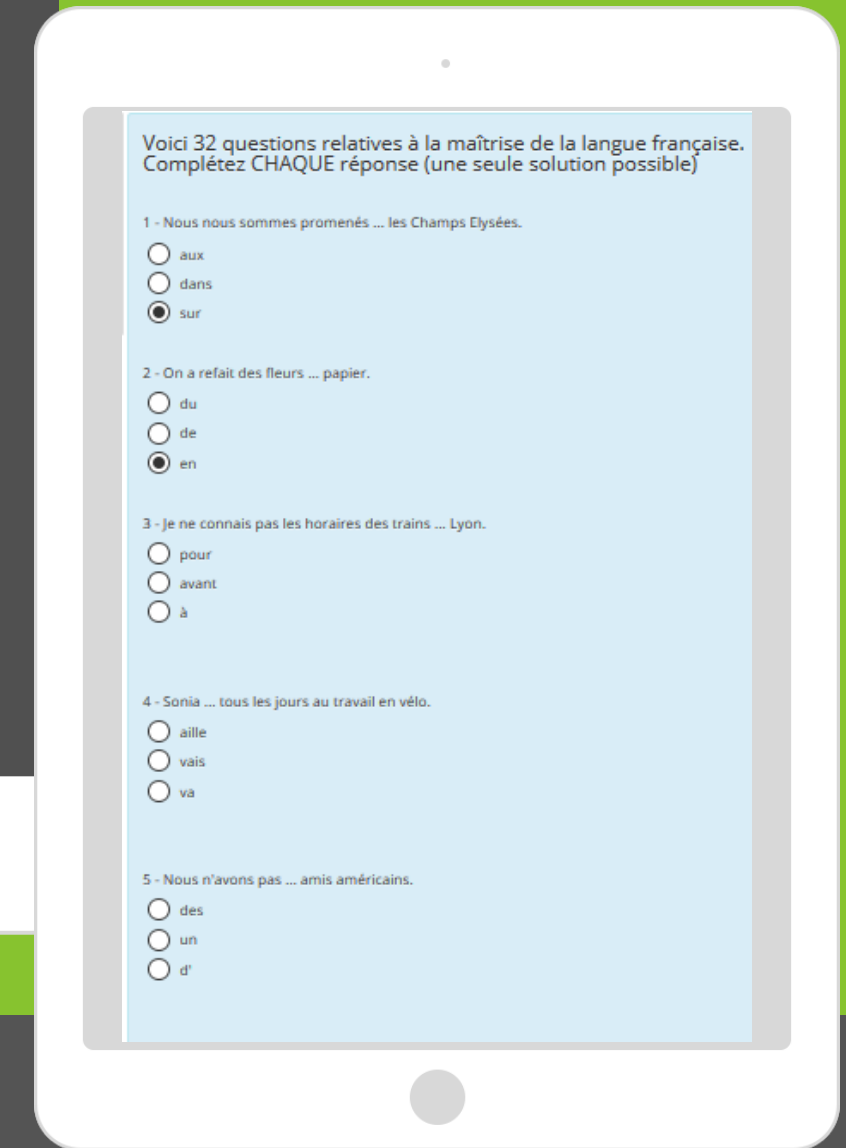 Voici 32 questions relatives à la maîtrise de la langue française.
Complétez CHAQUE réponse (une seule solution possible)
1 - Nous nous sommes promenés ... les Champs Elysées.
aux
dans
sur
2 - On a refait des fleurs ... papier.
du
de
en
3 - Je ne connais pas les horaires des trains ... Lyon.
pour
avant
à
4 - Sonia ... tous les jours au travail en vélo.
aille
vais
va
5 - Nous n'avons pas ... amis américains.
des
un
d'